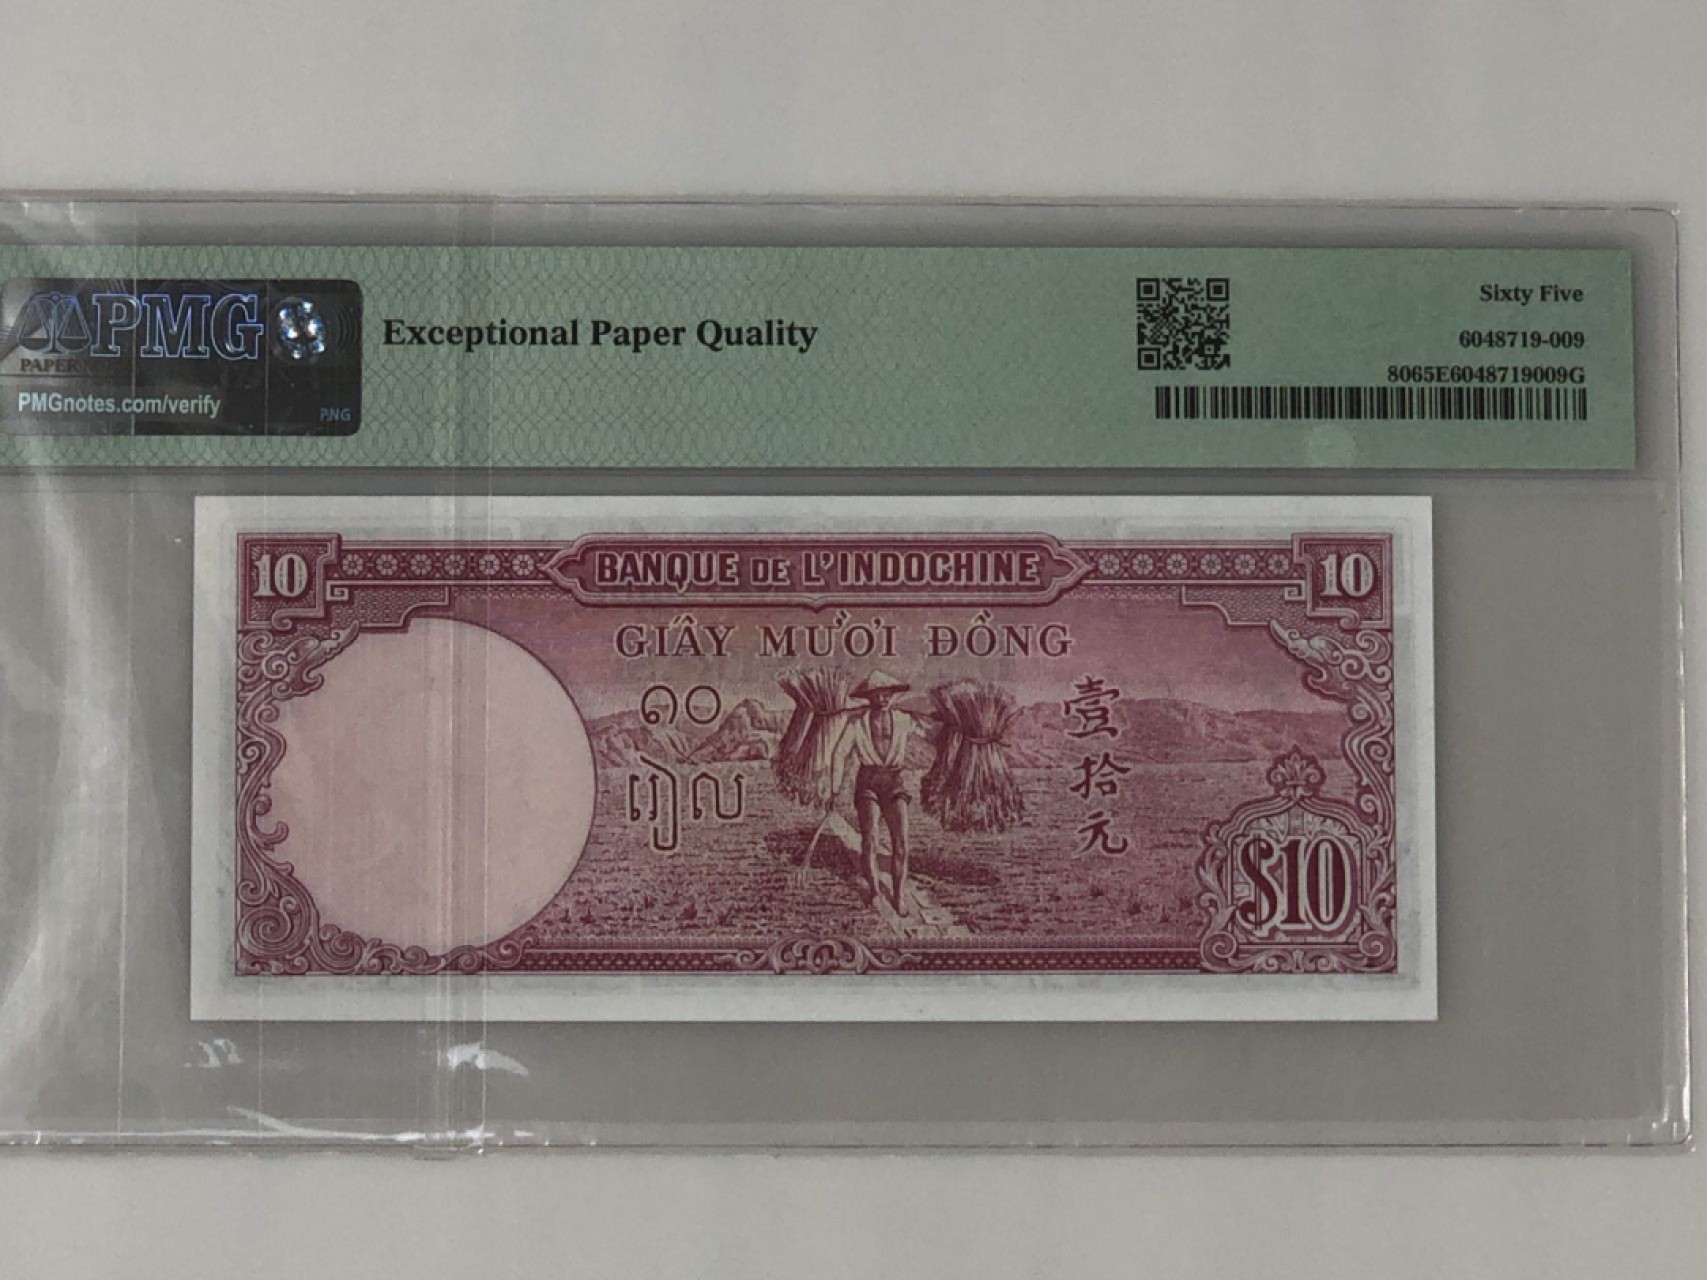 PMG
PAPER
PMGnotes.com/verify
PNG
Exceptional Paper Quality
Sixty Five
6048719-009
8065E6048719009G
10
BANQUE DE L'INDOCHINE
10
GIẤY MƯỜI ĐỒNG
១០
រៀល
壹
拾
元
$10